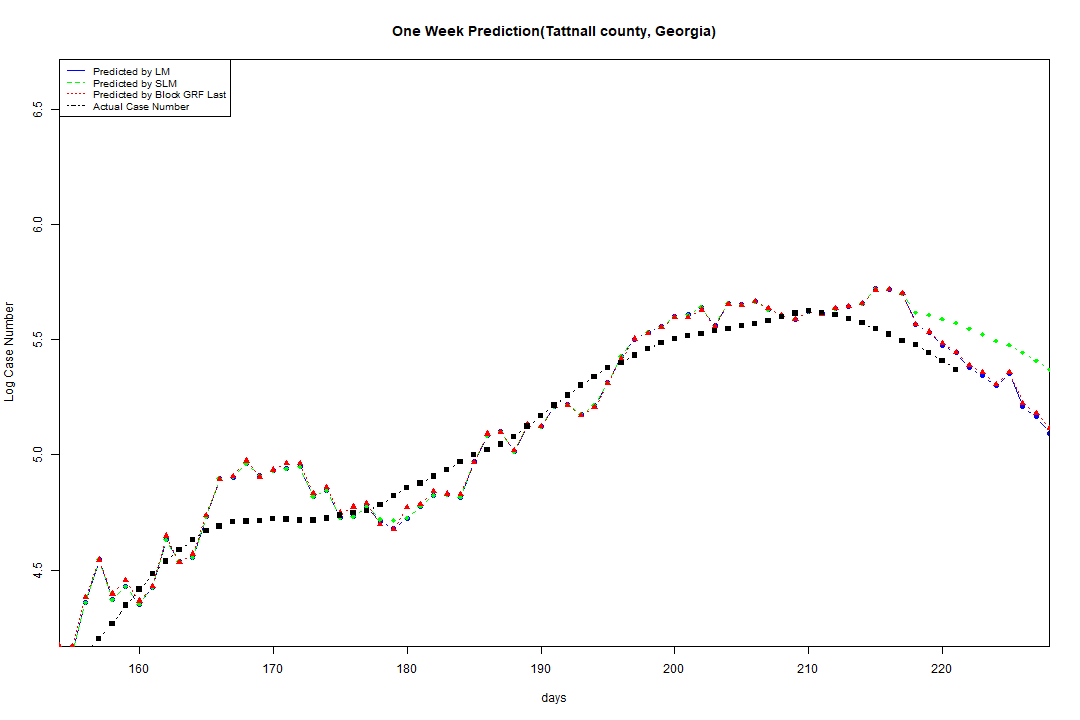 One Week Prediction(Tattnall county, Georgia)
Predicted by LM
Predicted by SLM
Predicted by Block GRF Last
Actual Case Number
6.5
6.0
5.5
5.0
4.5
Log Case Number
160 170 180 190 200 210 220
days